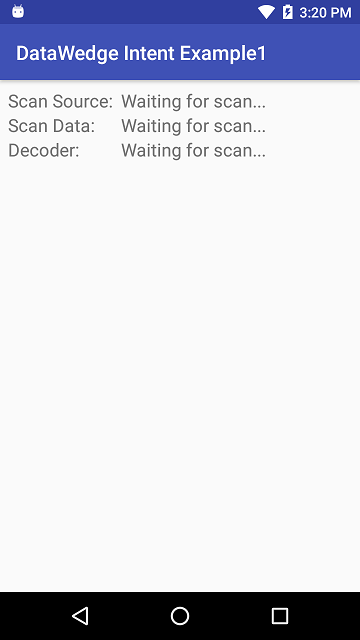 3:20 PM
DataWedge Intent Example1
Scan Source: Waiting for scan...
Scan Data: Waiting for scan...
Decoder: Waiting for scan...